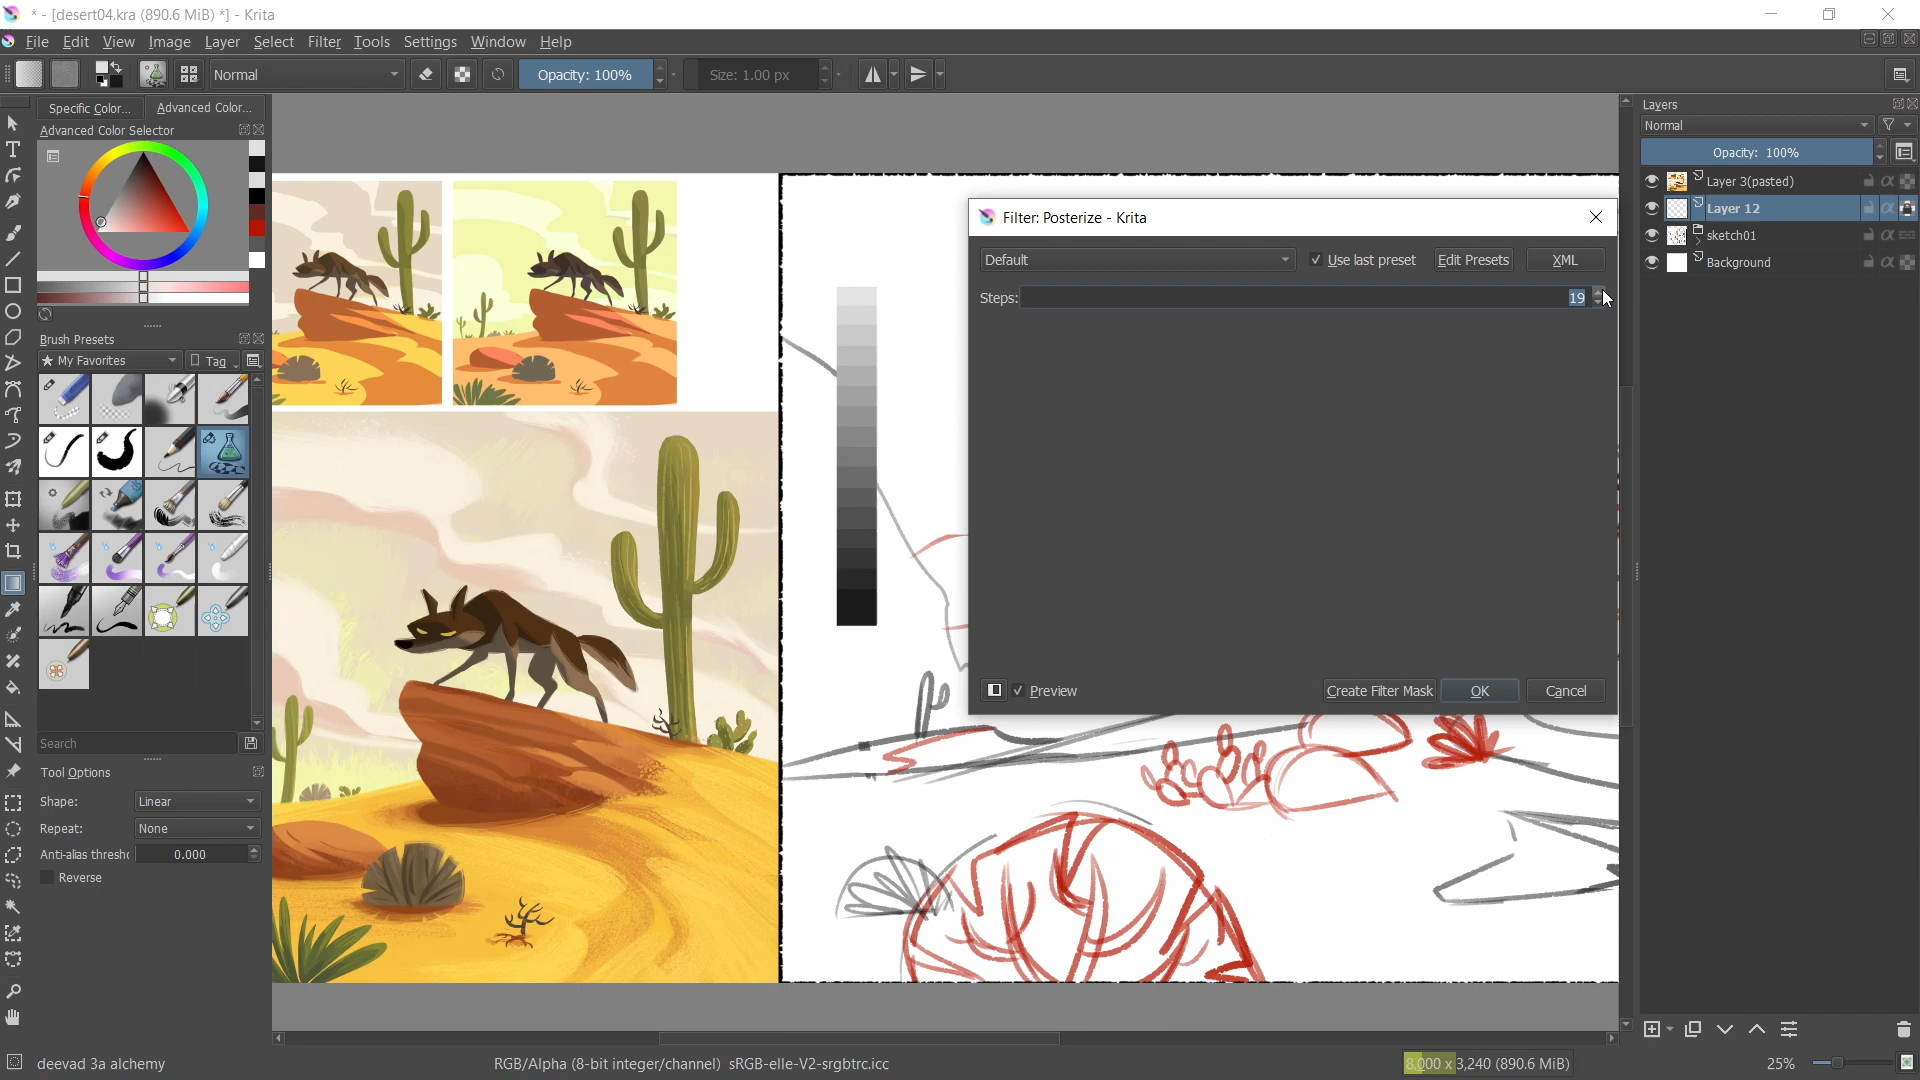 * - [desert04.kra (890.6 MiB) *] - Krita
File Edit View Image Layer Select Filter Tools Settings Window Help
Normal Opacity: 100% Size: 1.00 px
Specific Color... Advanced Color...
Advanced Color Selector
Brush Presets
★ My Favorites Tag
Search
Tool Options
Shape: Linear
Repeat: None
Anti-alias thresho 0.000
Reverse
Filter: Posterize - Krita
Default Use last preset Edit Presets XML
Steps: 19
Preview Create Filter Mask OK Cancel
Layers
Normal
Opacity: 100%
Layer 3(pasted)
Layer 12
sketch01
Background
deevad 3a alchemy RGB/Alpha (8-bit integer/channel) sRGB-elle-V2-srgbtrc.icc 8,000 x 3,240 (890.6 MiB) 25%